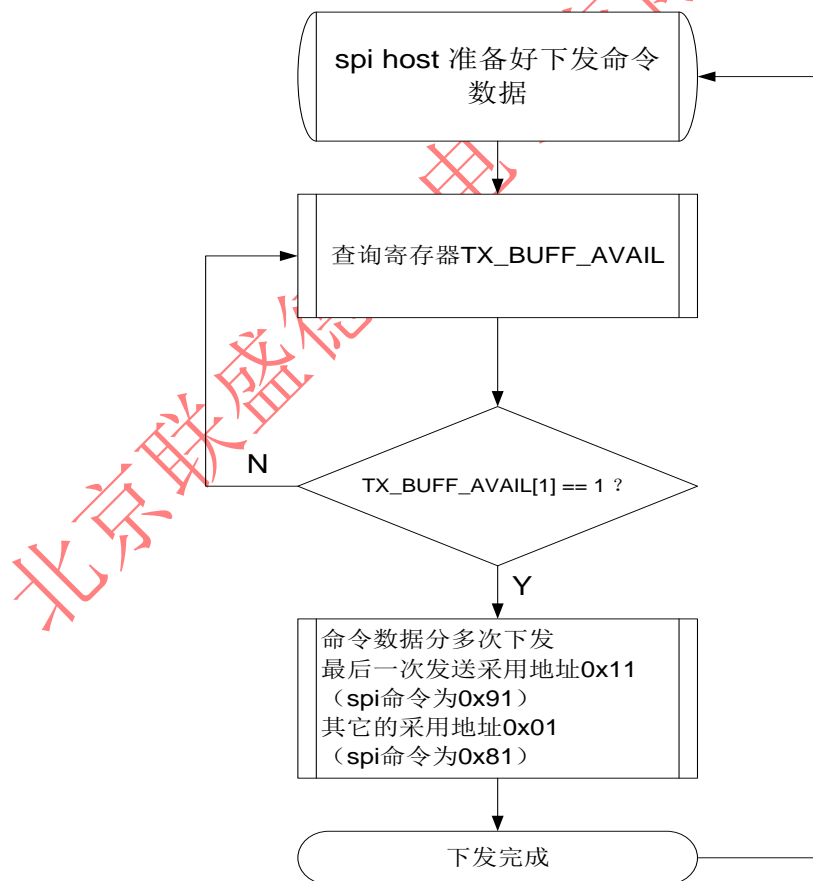 spi host 准备好下发命令
数据
查询寄存器TX_BUFF_AVAIL
N
TX_BUFF_AVAIL[1] == 1 ？
Y
命令数据分多次下发
最后一次发送采用地址0x11
（spi命令为0x91）
其它的采用地址0x01
（spi命令为0x81）
下发完成
北京联盛德
电